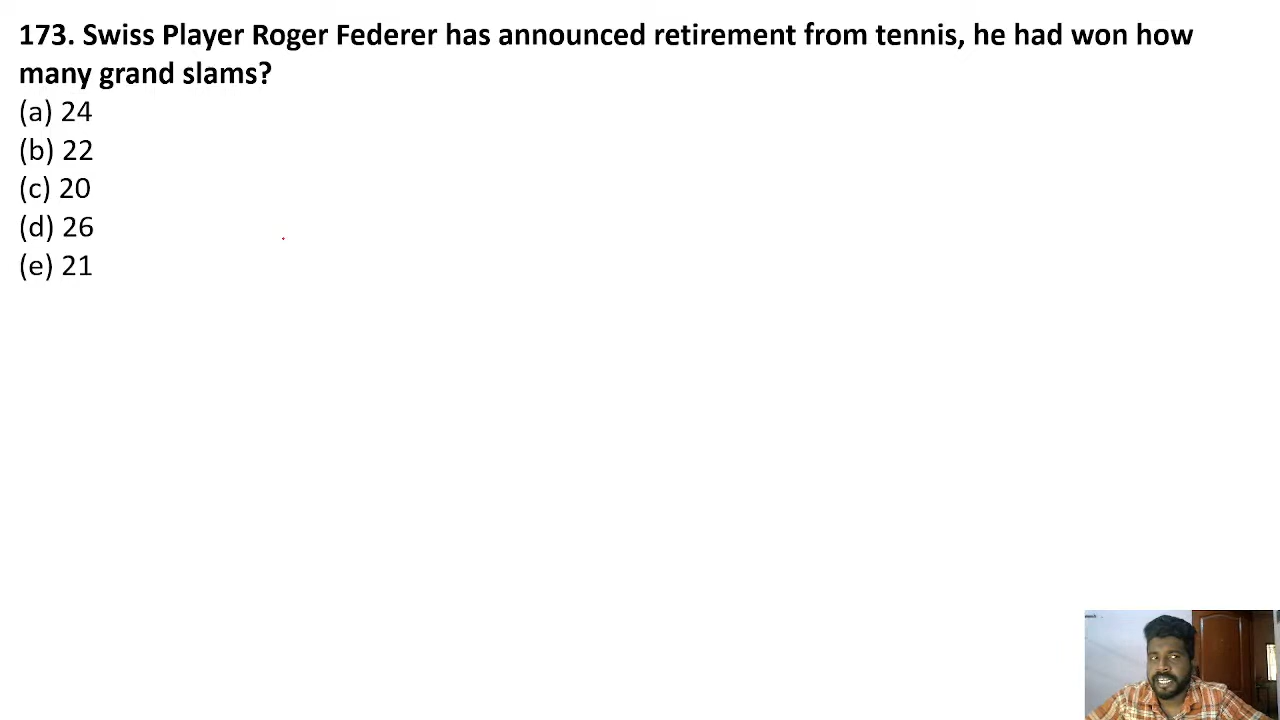 173. Swiss Player Roger Federer has announced retirement from tennis, he had won how
many grand slams?
(a) 24
(b) 22
(c) 20
(d) 26
(e) 21